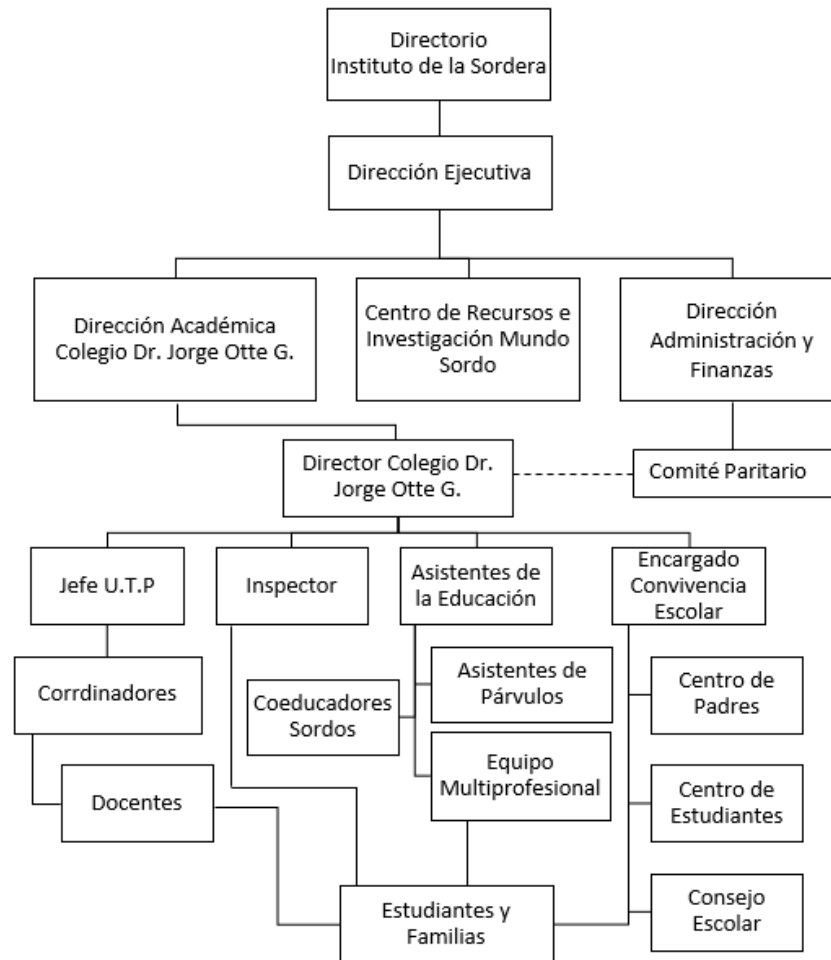 Directorio
Instituto de la Sordera
Dirección Ejecutiva
Dirección Académica
Colegio Dr. Jorge Otte G.
Centro de Recursos e
Investigación Mundo
Sordo
Dirección
Administración y
Finanzas
Director Colegio Dr.
Jorge Otte G.
Comité Paritario
Jefe U.T.P
Inspector
Asistentes de
la Educación
Encargado
Convivencia
Escolar
Corrdinadores
Coeducadores
Sordos
Asistentes de
Párvulos
Centro de
Padres
Docentes
Equipo
Multiprofesional
Centro de
Estudiantes
Estudiantes y
Familias
Consejo
Escolar